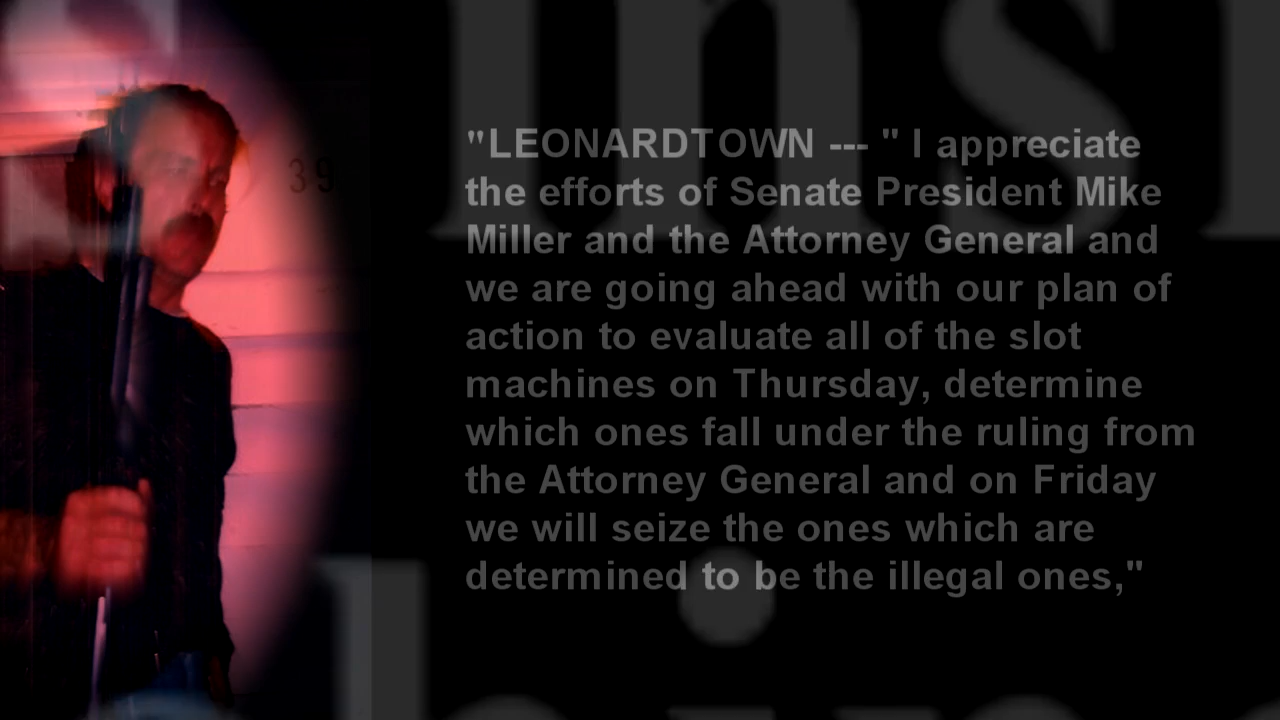 39
"LEONARDTOWN --- " I appreciate
the efforts of Senate President Mike
Miller and the Attorney General and
we are going ahead with our plan of
action to evaluate all of the slot
machines on Thursday, determine
which ones fall under the ruling from
the Attorney General and on Friday
we will seize the ones which are
determined to be the illegal ones,"